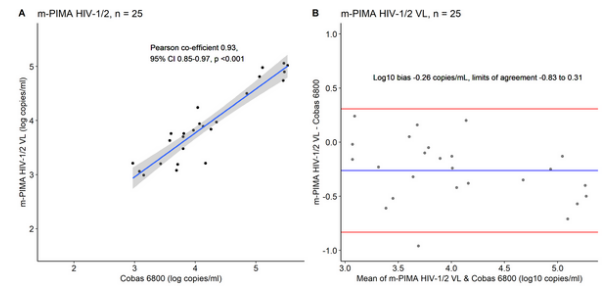 A
m-PIMA HIV-1/2, n = 25
Pearson co-efficient 0.93,
95% CI 0.85-0.97, p <0.001
m-PIMA HIV-1/2 VL (log copies/ml)
5
4
3
2
2
3
4
5
Cobas 6800 (log copies/ml)
B
m-PIMA HIV-1/2 VL, n = 25
Log10 bias -0.26 copies/mL, limits of agreement -0.83 to 0.31
m-PIMA HIV-1/2 VL - Cobas 6800
1.0
0.5
0.0
-0.5
-1.0
3.0
3.5
4.0
4.5
5.0
Mean of m-PIMA HIV-1/2 VL & Cobas 6800 (log10 copies/ml)